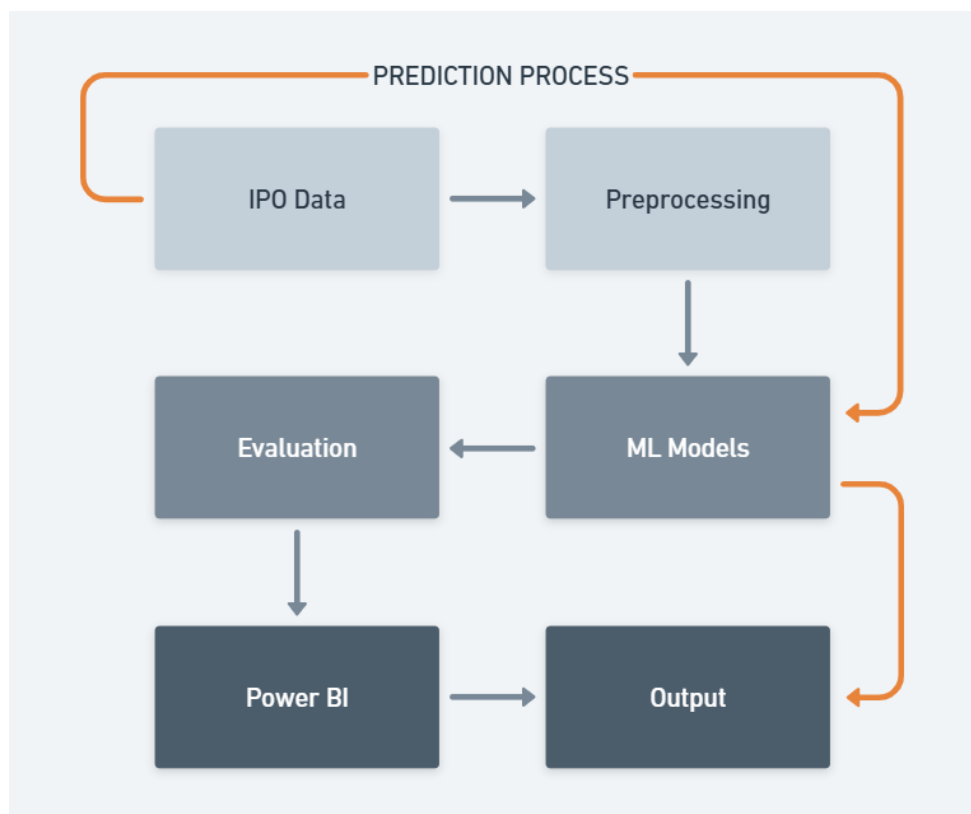 PREDICTION PROCESS
IPO Data
Preprocessing
Evaluation
ML Models
Power BI
Output